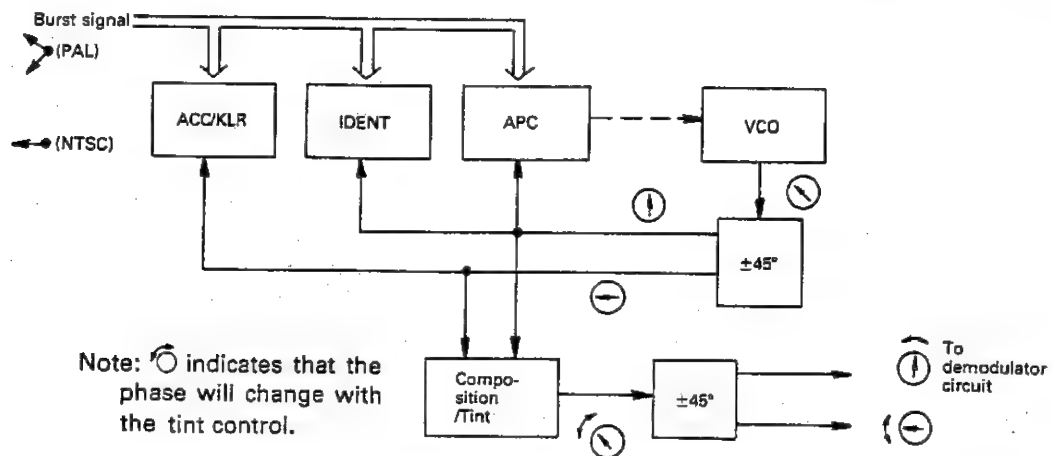 Burst signal
(PAL)
(NTSC)
ACC/KLR
IDENT
APC
VCO
±45°
Note: indicates that the
phase will change with
the tint control.
Compo-
sition
/Tint
±45°
To
demodulator
circuit